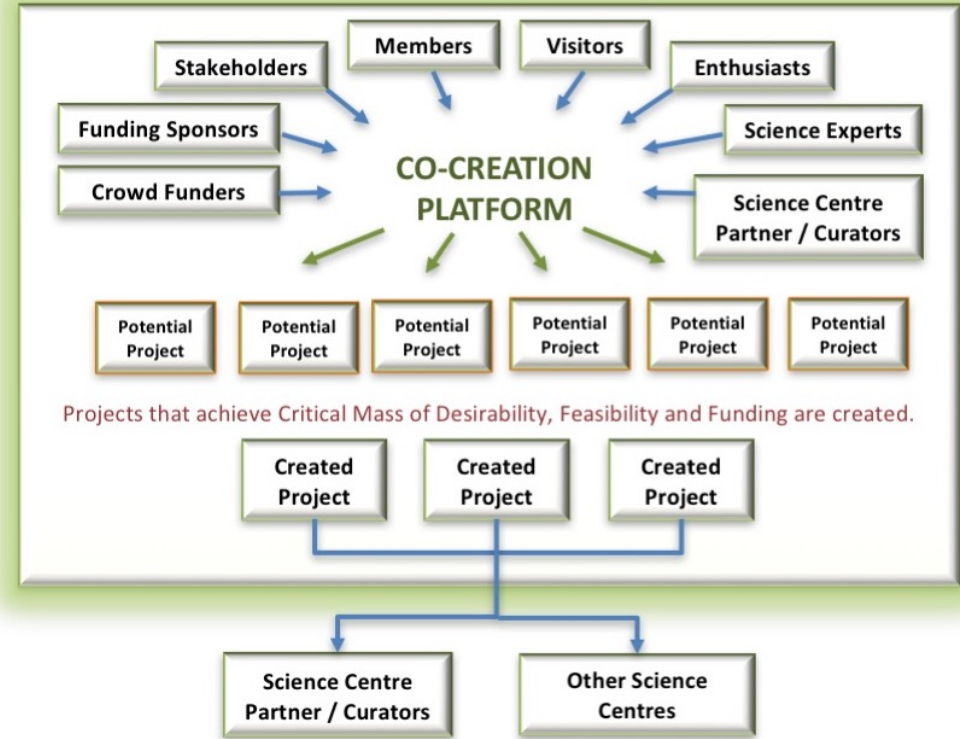 Members
Visitors
Stakeholders
Enthusiasts
Funding Sponsors
Science Experts
Crowd Funders
Science Centre
Partner / Curators
CO-CREATION
PLATFORM
Potential
Project
Potential
Project
Potential
Project
Potential
Project
Potential
Project
Potential
Project
Projects that achieve Critical Mass of Desirability, Feasibility and Funding are created.
Created
Project
Created
Project
Created
Project
Science Centre
Partner / Curators
Other Science
Centres